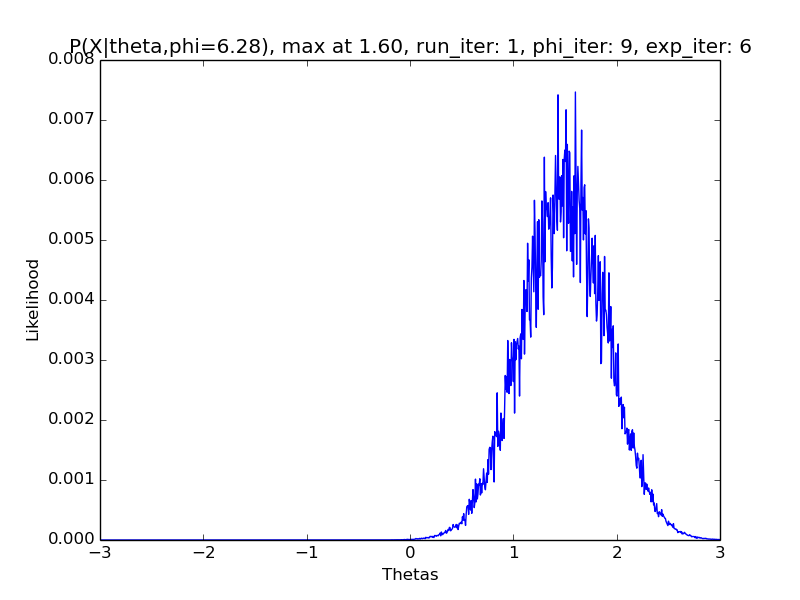 P(X|theta,phi=6.28), max at 1.60, run_iter: 1, phi_iter: 9, exp_iter: 6
0.008
0.007
0.006
0.005
0.004
0.003
0.002
0.001
0.000
Likelihood
−3 −2 −1 0 1 2 3
Thetas